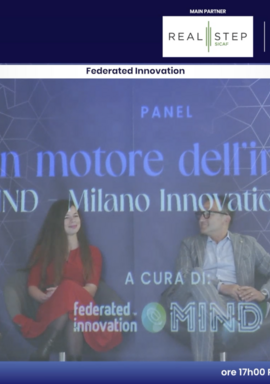 MAIN PARTNER
REAL STEP
SICAF
Federated Innovation
PANEL
n motore dell'i
ND - Milano Innovatio
A CURA DI:
federated innovation MIND
ore 17h00